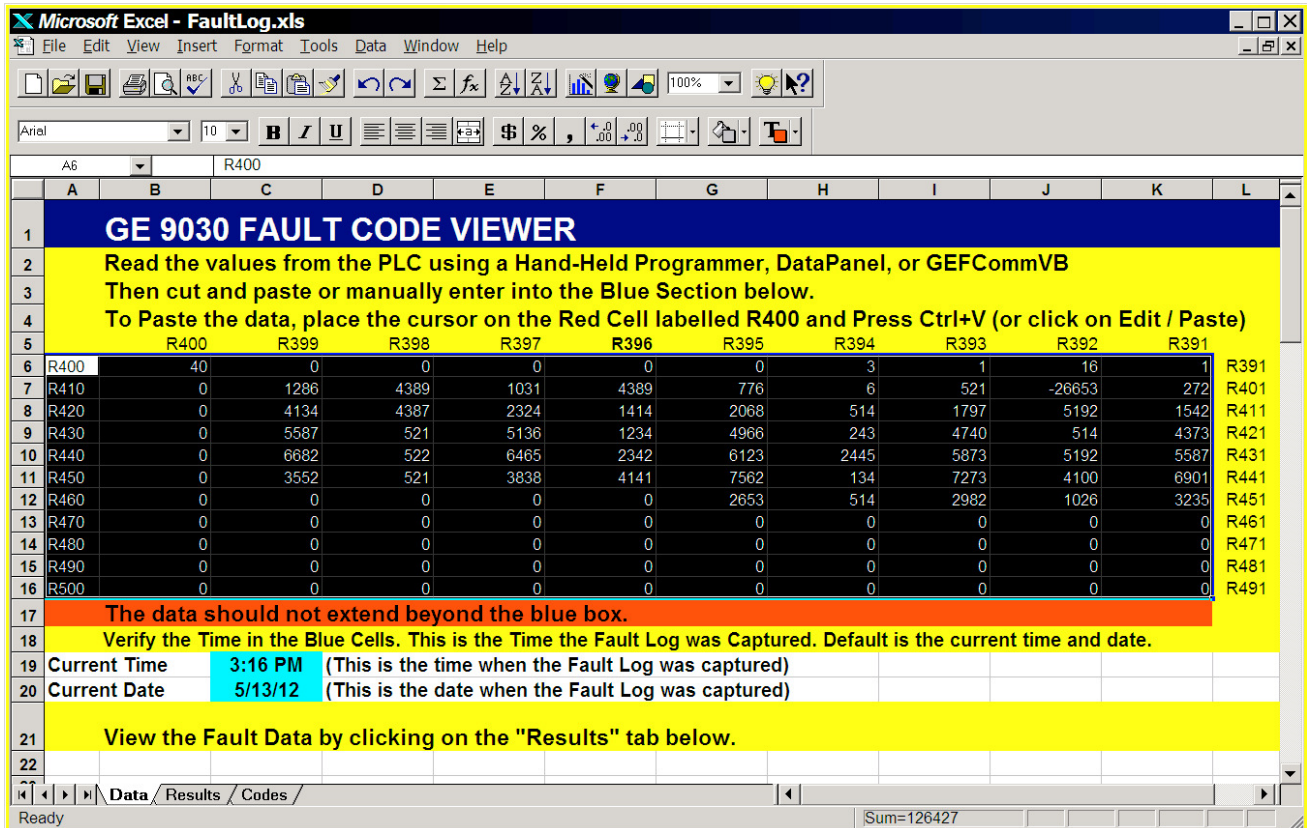 Microsoft Excel - FaultLog.xls
File Edit View Insert Format Tools Data Window Help
ABC Σ fx A Z Z A 100% ?
Arial 10 B I U a $ % , .0 .00 .00 .0 T
A6 R400
A B C D E F G H I J K L
1 GE 9030 FAULT CODE VIEWER
2 Read the values from the PLC using a Hand-Held Programmer, DataPanel, or GEFCommVB
3 Then cut and paste or manually enter into the Blue Section below.
4 To Paste the data, place the cursor on the Red Cell labelled R400 and Press Ctrl+V (or click on Edit / Paste)
5 R400 R399 R398 R397 R396 R395 R394 R393 R392 R391
6 R400 40 0 0 0 0 0 3 1 16 1 R391
7 R410 0 1286 4389 1031 4389 776 6 521 -26653 272 R401
8 R420 0 4134 4387 2324 1414 2068 514 1797 5192 1542 R411
9 R430 0 5587 521 5136 1234 4966 243 4740 514 4373 R421
10 R440 0 6682 522 6465 2342 6123 2445 5873 5192 5587 R431
11 R450 0 3552 521 3838 4141 7562 134 7273 4100 6901 R441
12 R460 0 0 0 0 0 2653 514 2982 1026 3235 R451
13 R470 0 0 0 0 0 0 0 0 0 0 R461
14 R480 0 0 0 0 0 0 0 0 0 0 R471
15 R490 0 0 0 0 0 0 0 0 0 0 R481
16 R500 0 0 0 0 0 0 0 0 0 0 R491
17 The data should not extend beyond the blue box.
18 Verify the Time in the Blue Cells. This is the Time the Fault Log was Captured. Default is the current time and date.
19 Current Time 3:16 PM (This is the time when the Fault Log was captured)
20 Current Date 5/13/12 (This is the date when the Fault Log was captured)
21 View the Fault Data by clicking on the "Results" tab below.
22
Data Results Codes
Ready Sum=126427